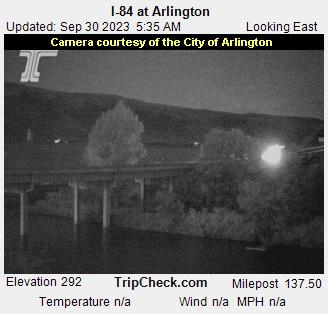 I-84 at Arlington
Updated: Sep 30 2023 5:35 AM Looking East
Camera courtesy of the City of Arlington
Elevation 292 TripCheck.com Milepost 137.50
Temperature n/a Wind n/a MPH n/a